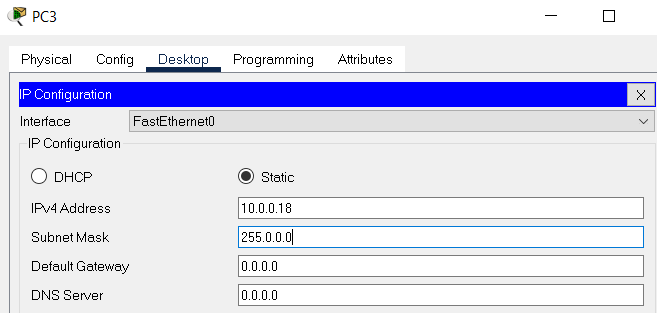 PC3
Physical Config Desktop Programming Attributes
IP Configuration X
Interface FastEthernet0
IP Configuration
DHCP Static
IPv4 Address 10.0.0.18
Subnet Mask 255.0.0.0
Default Gateway 0.0.0.0
DNS Server 0.0.0.0